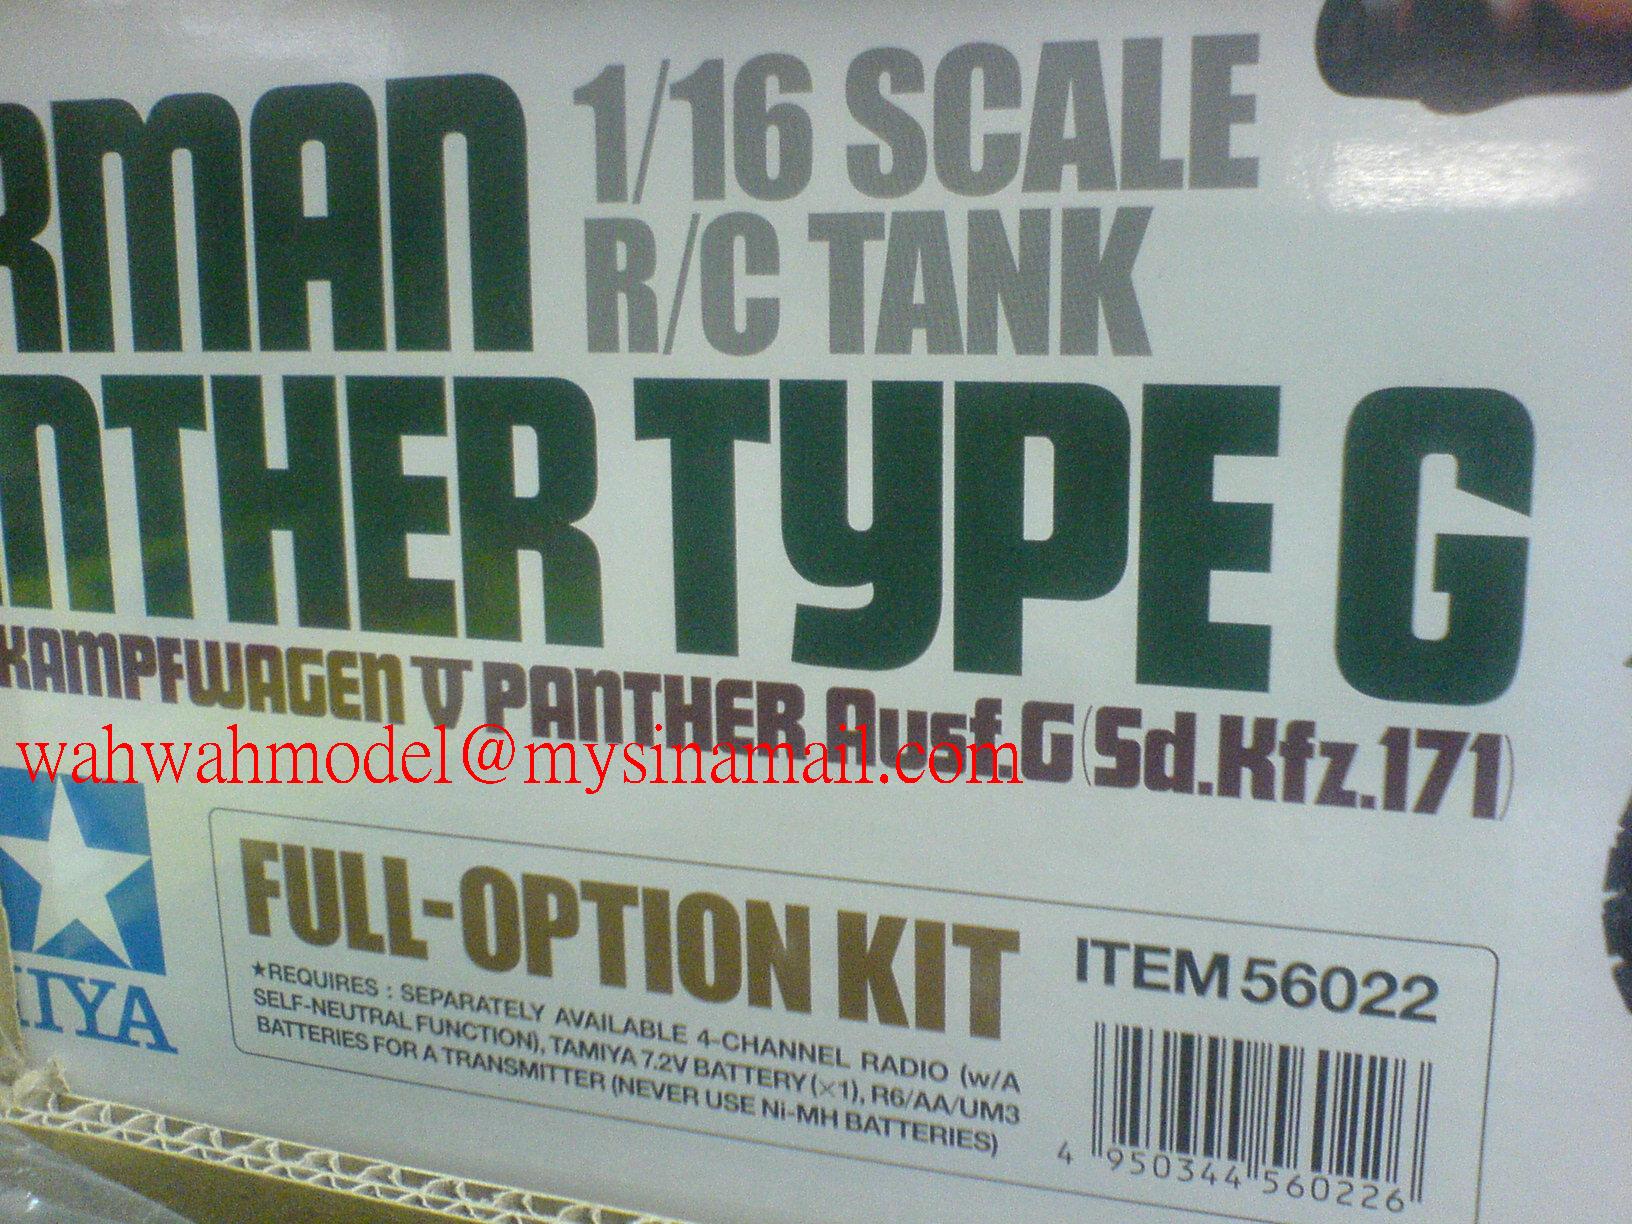 RMAN
1/16 SCALE
R/C TANK
NTHER TYPE G
KAMPFWAGEN V PANTHER Ausf.G (Sd.Kfz.171)
wahwahmodel@mysinamail.com
MIYA
FULL-OPTION KIT
★REQUIRES : SEPARATELY AVAILABLE 4-CHANNEL RADIO (w/A
SELF-NEUTRAL FUNCTION), TAMIYA 7.2V BATTERY (×1), R6/AA/UM3
BATTERIES FOR A TRANSMITTER (NEVER USE Ni-MH BATTERIES)
ITEM 56022
4 950344 560226